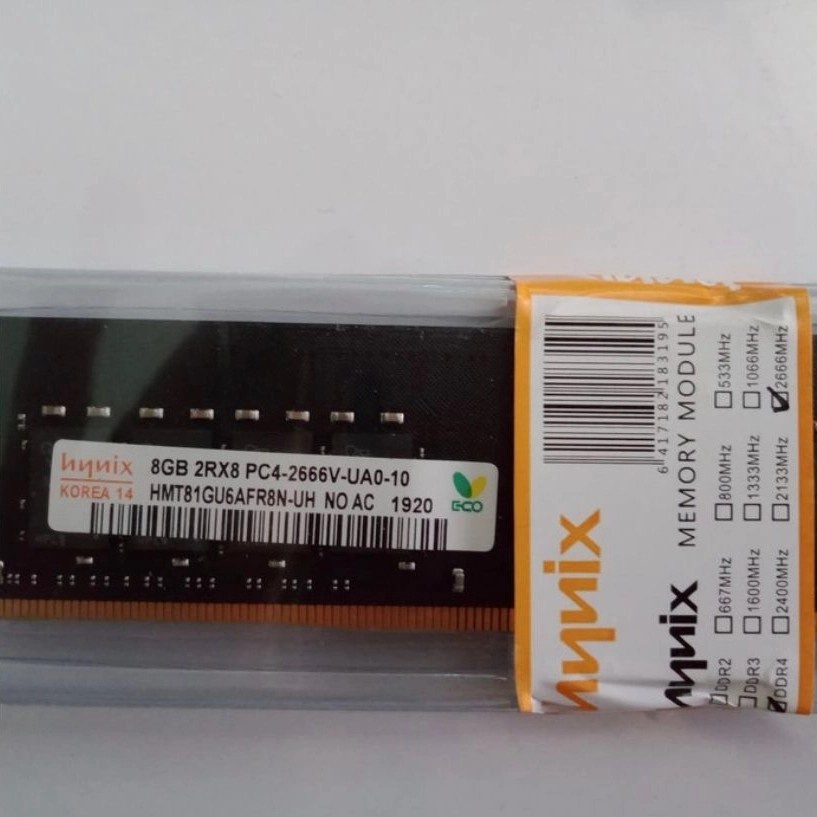 hynix
KOREA 14
8GB 2RX8 PC4-2666V-UA0-10
HMT81GU6AFR8N-UH NO AC 1920
ECO
6417182183195
MEMORY MODULE
hynix
hynix
DDR2 667MHz 800MHz 533MHz
DDR3 1600MHz 1333MHz 1066MHz
DDR4 2400MHz 2133MHz 2666MHz